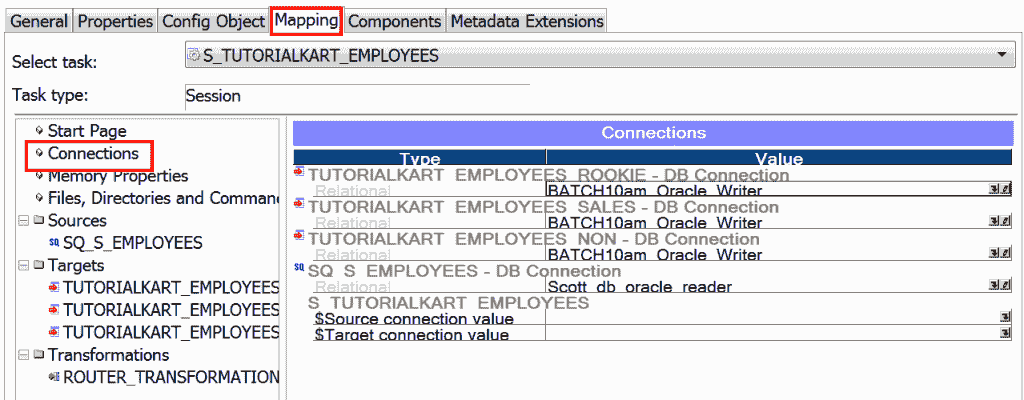 General Properties Config Object Mapping Components Metadata Extensions
Select task: S_TUTORIALKART_EMPLOYEES
Task type: Session
Start Page
Connections
Memory Properties
Files, Directories and Comman
Sources
SQ SQ_S_EMPLOYEES
Targets
TUTORIALKART_EMPLOYEES
TUTORIALKART_EMPLOYEES
TUTORIALKART_EMPLOYEES
Transformations
ROUTER_TRANSFORMATION
Connections
Type Value
TUTORIALKART_EMPLOYEES_ROOKIE - DB Connection
Relational BATCH10am_Oracle_Writer
TUTORIALKART_EMPLOYEES_SALES - DB Connection
Relational BATCH10am_Oracle_Writer
TUTORIALKART_EMPLOYEES_NON - DB Connection
Relational BATCH10am_Oracle_Writer
SQ SQ_S_EMPLOYEES - DB Connection
Relational Scott_db_oracle_reader
S_TUTORIALKART_EMPLOYEES
$Source connection value
$Target connection value